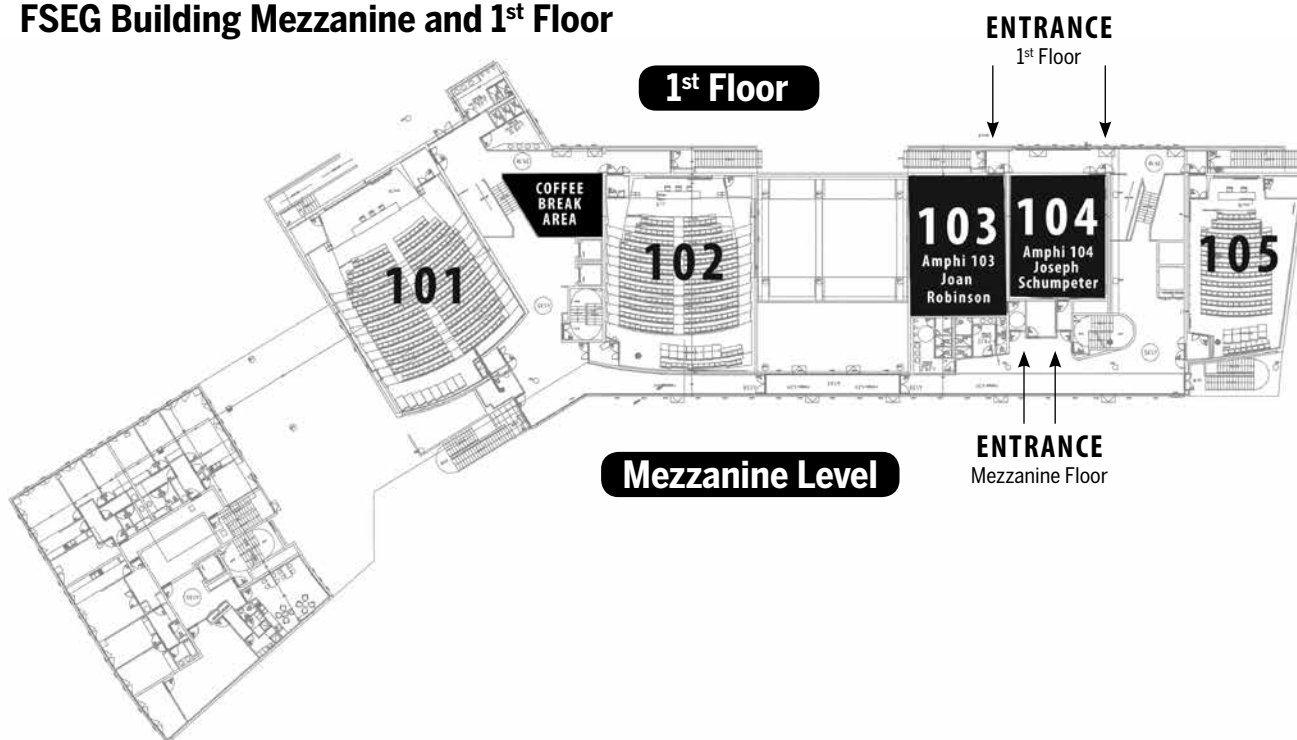 FSEG Building Mezzanine and 1st Floor
ENTRANCE
1st Floor
1st Floor
COFFEE
BREAK
AREA
101
102
103
Amphi 103
Joan
Robinson
104
Amphi 104
Joseph
Schumpeter
105
ENTRANCE
Mezzanine Floor
Mezzanine Level